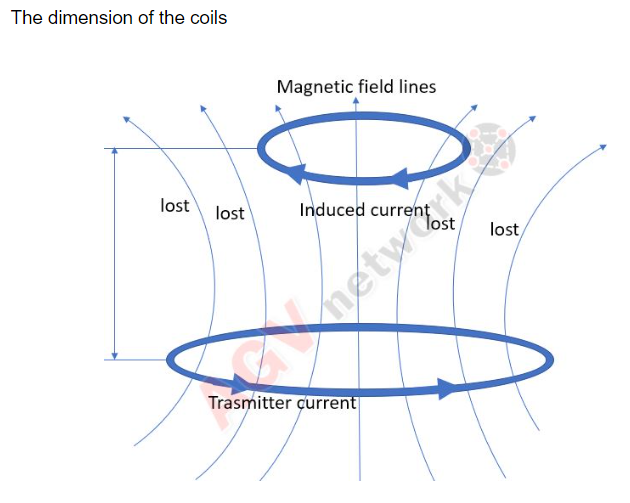 The dimension of the coils
Magnetic field lines
lost
lost
Induced current
lost
lost
Trasmitter current
AGV network